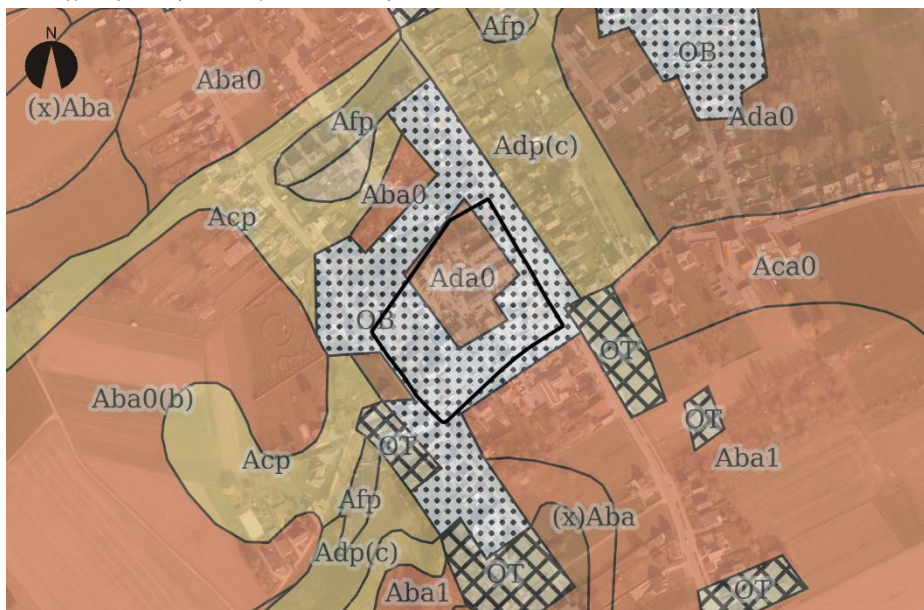 Afp
N
OB
Aba0
(x)Aba
Ada0
Afp
Adp(c)
Aba0
Acp
Aca0
Ada0
OB
OT
Aba0(b)
OT
OT
Acp
Aba1
Afp
(x)Aba
Adp(c)
OT
OT
Aba1